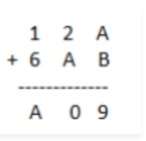 1 2 A
+ 6 A B
-------------
A 0 9